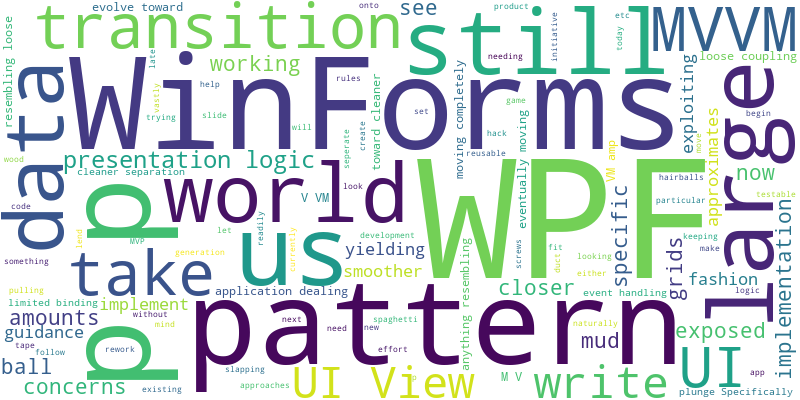 evolve toward
onto
see
product
initiative
etc
today
needing
transition
still
MVVM
late
working
loose coupling
resembling loose
data
WinForms
large
vastly
rules
help
slide
will
trying
seperate
create
toward cleaner
moving completely
game
set
exploiting
begin
move
wood
presentation logic
hack
reusable
eventually moving
VM amp
approximates
now
cleaner separation
p
world
V VM
look
WPF
hairballs
particular
testable
code
MVP
readily
let
development
us
yielding
screws
fit
looking
specific
keeping
make
something
lend
generation
currently
take
smoother
anything resembling
duct
either
grids
implementation
pulling
limited binding
application dealing
closer
event handling
fashion
UI
logic
amounts
implement
p
pattern
without
next
need
new
spaghetti
naturally
exposed
guidance
tape
follow
mind
rework
effort
mud
ball
existing
slapping
approaches
up
M V
write
app
concerns
UI View
plunge Specifically